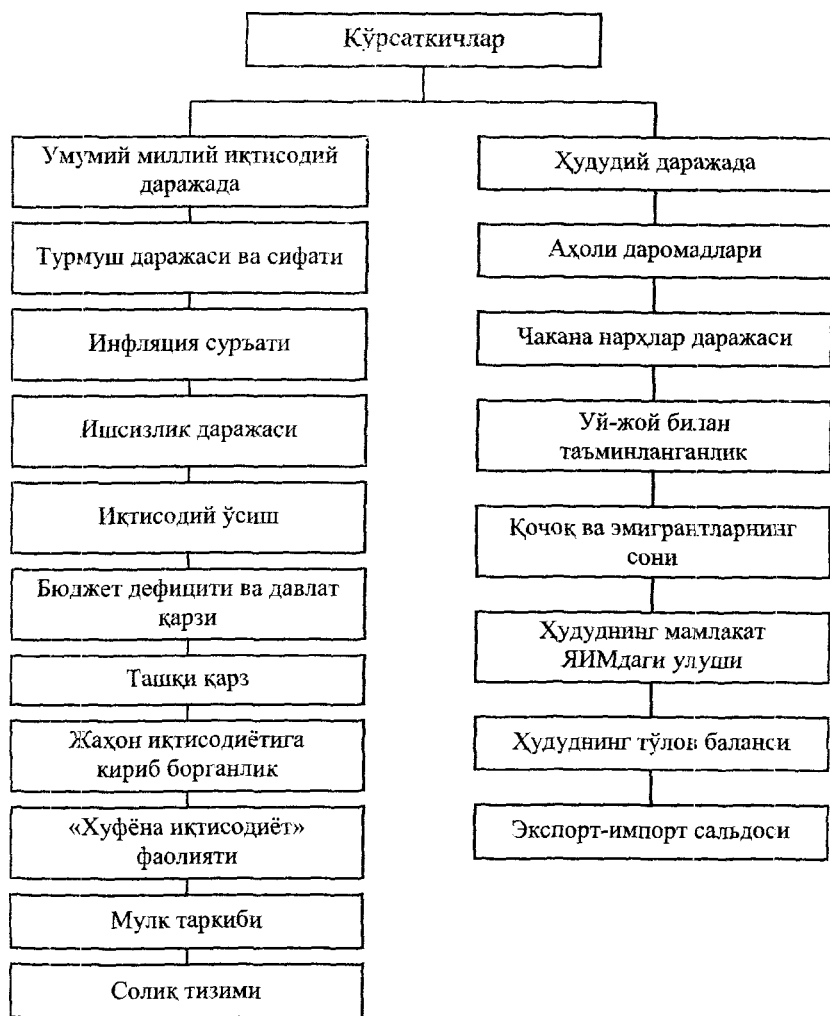 Кўрсаткичлар
Умумий миллий иқтисодий
даражада
Турмуш даражаси ва сифати
Инфляция суръати
Ишсизлик даражаси
Иқтисодий ўсиш
Бюджет дефицити ва давлат
қарзи
Ташқи қарз
Жаҳон иқтисодиётига
кириб борганлик
«Хуфёна иқтисодиёт»
фаолияти
Мулк таркиби
Солиқ тизими
Ҳудудий даражада
Аҳоли даромадлари
Чакана нархлар даражаси
Уй-жой билан
таъминланганлик
Қочоқ ва эмигрантларнинг
сони
Ҳудуднинг мамлакат
ЯИМдаги улуши
Ҳудуднинг тўлов баланси
Экспорт-импорт сальдоси